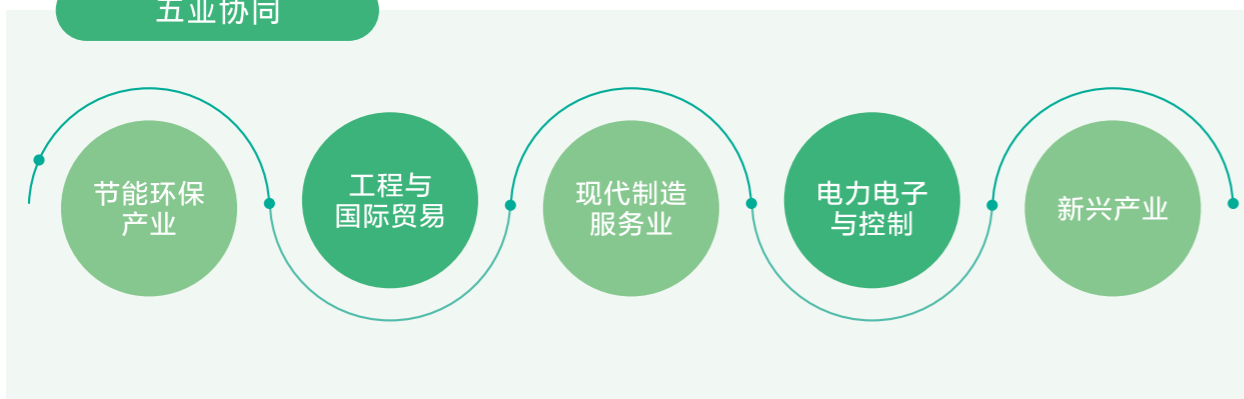 五业协同
节能环保
产业
工程与
国际贸易
现代制造
服务业
电力电子
与控制
新兴产业